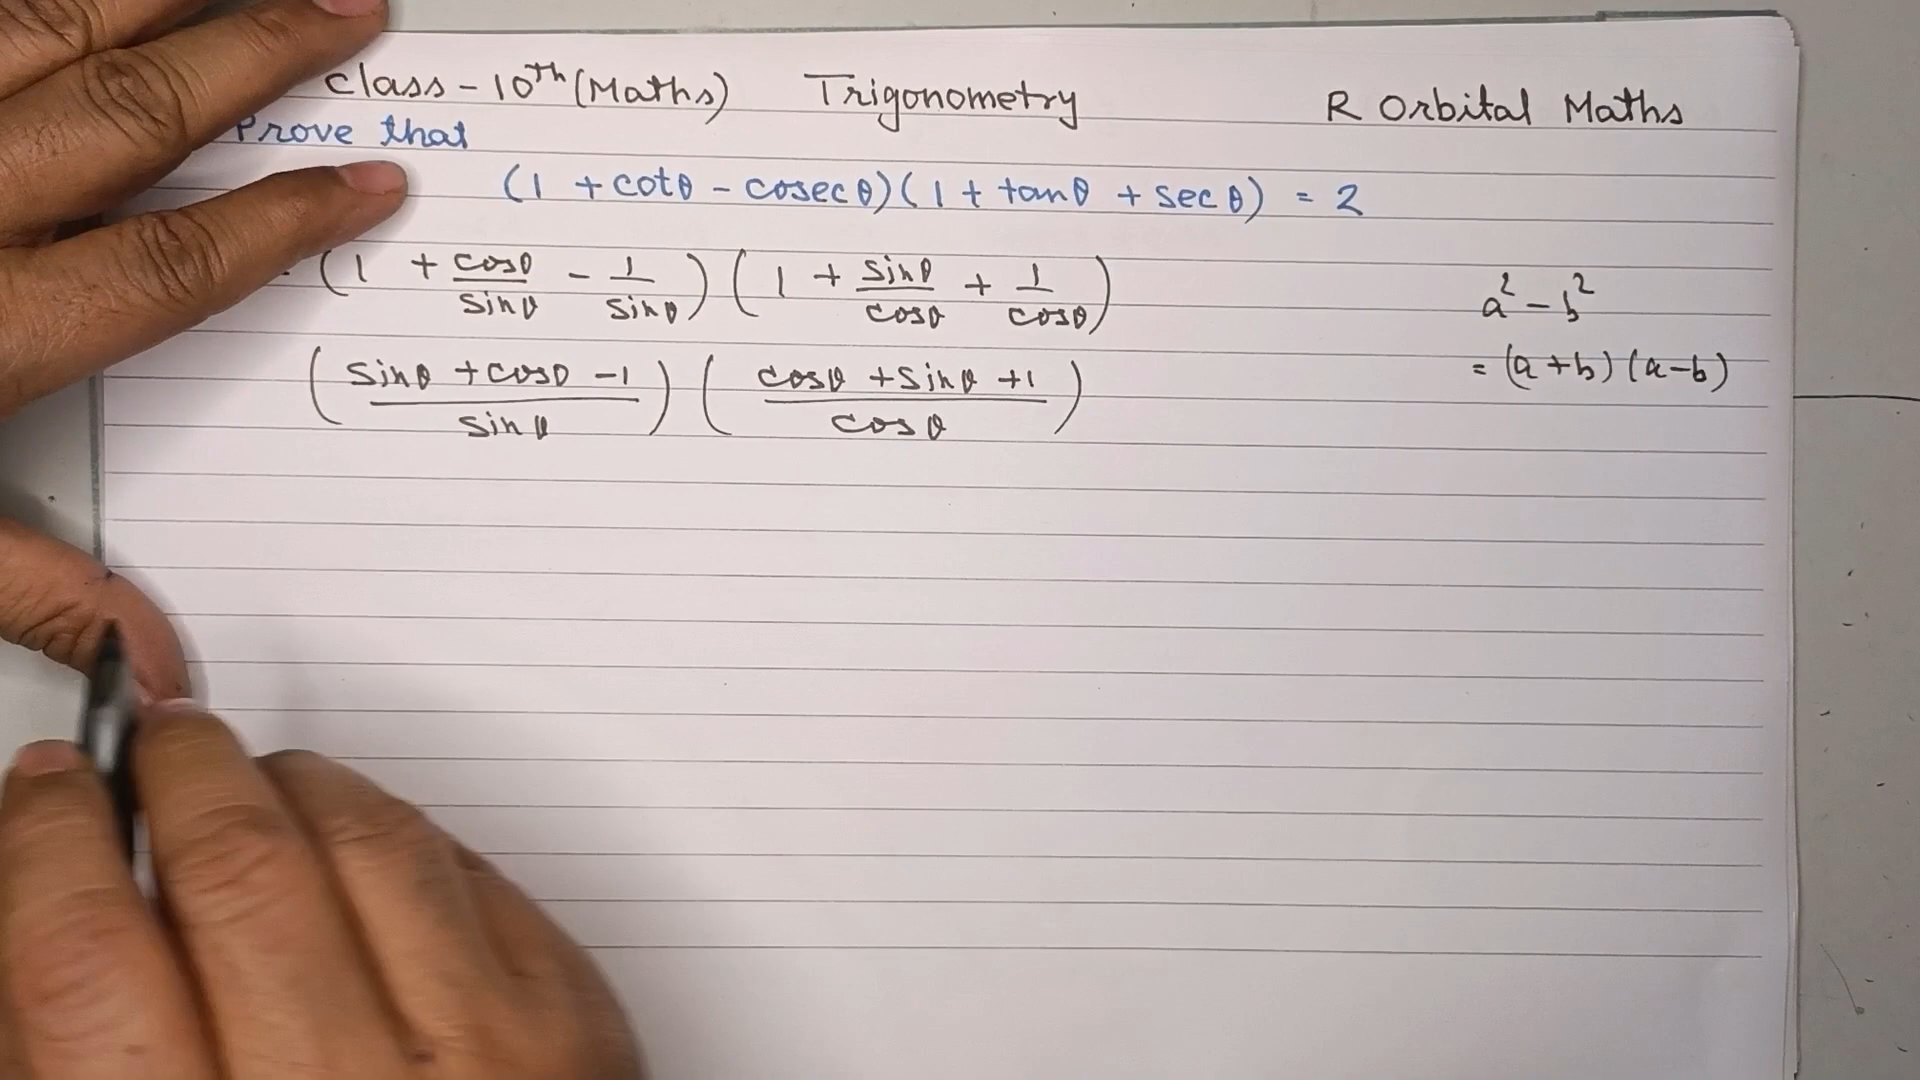 class - 10th (Maths) Trigonometry R Orbital Maths
Prove that
(1 + cotθ - cosecθ)(1 + tanθ + secθ) = 2
(1 + cosθ/sinθ - 1/sinθ)(1 + sinθ/cosθ + 1/cosθ) a² - b²
((sinθ + cosθ - 1)/sinθ)((cosθ + sinθ + 1)/cosθ) = (a+b)(a-b)